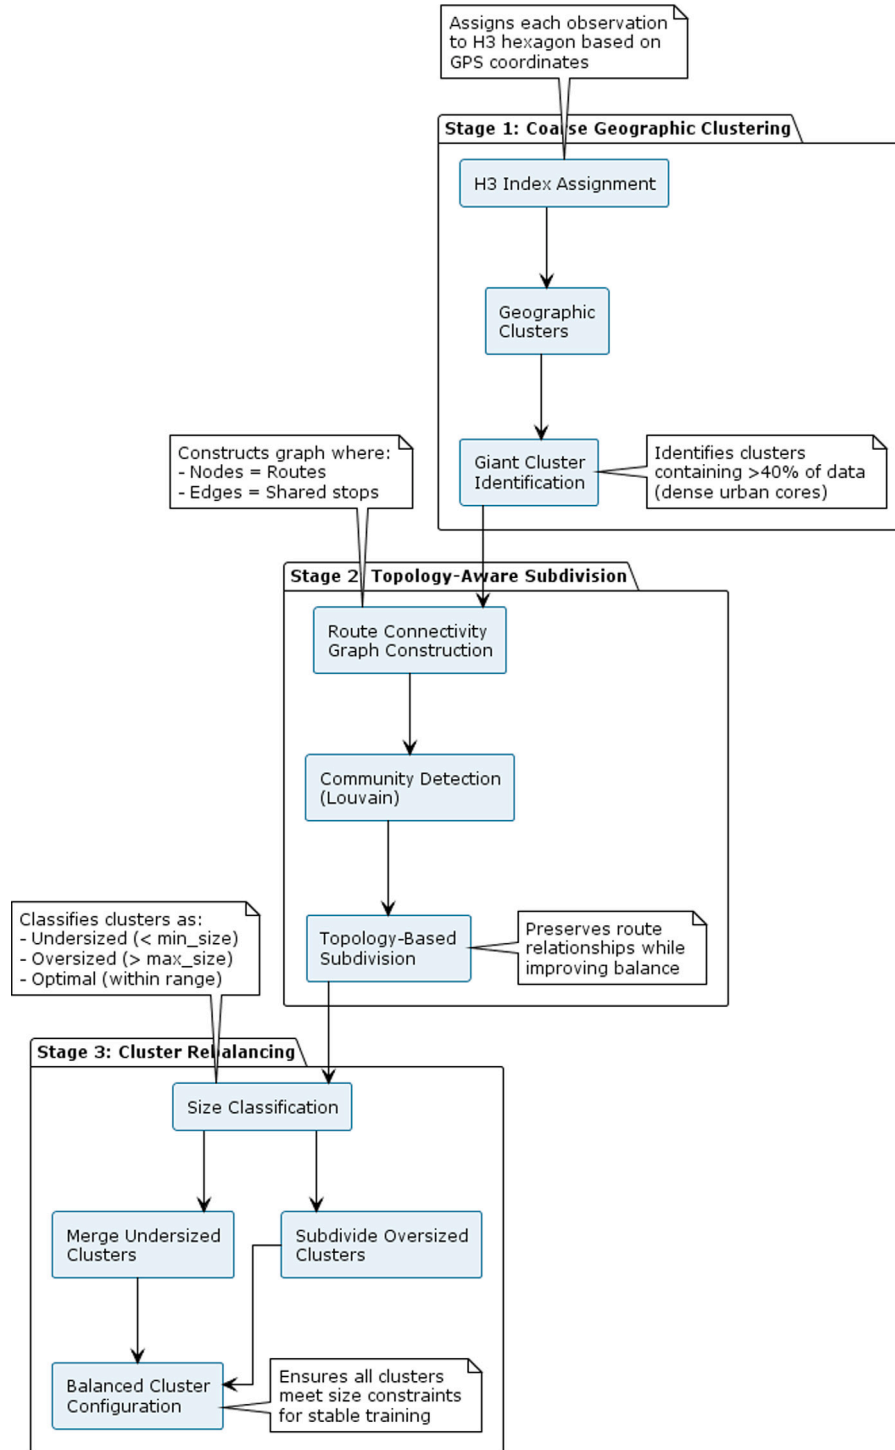 Assigns each observation
to H3 hexagon based on
GPS coordinates
Stage 1: Coarse Geographic Clustering
H3 Index Assignment
Geographic
Clusters
Giant Cluster
Identification
Identifies clusters
containing >40% of data
(dense urban cores)
Constructs graph where:
- Nodes = Routes
- Edges = Shared stops
Stage 2: Topology-Aware Subdivision
Route Connectivity
Graph Construction
Community Detection
(Louvain)
Topology-Based
Subdivision
Preserves route
relationships while
improving balance
Classifies clusters as:
- Undersized (< min_size)
- Oversized (> max_size)
- Optimal (within range)
Stage 3: Cluster Rebalancing
Size Classification
Merge Undersized
Clusters
Subdivide Oversized
Clusters
Balanced Cluster
Configuration
Ensures all clusters
meet size constraints
for stable training